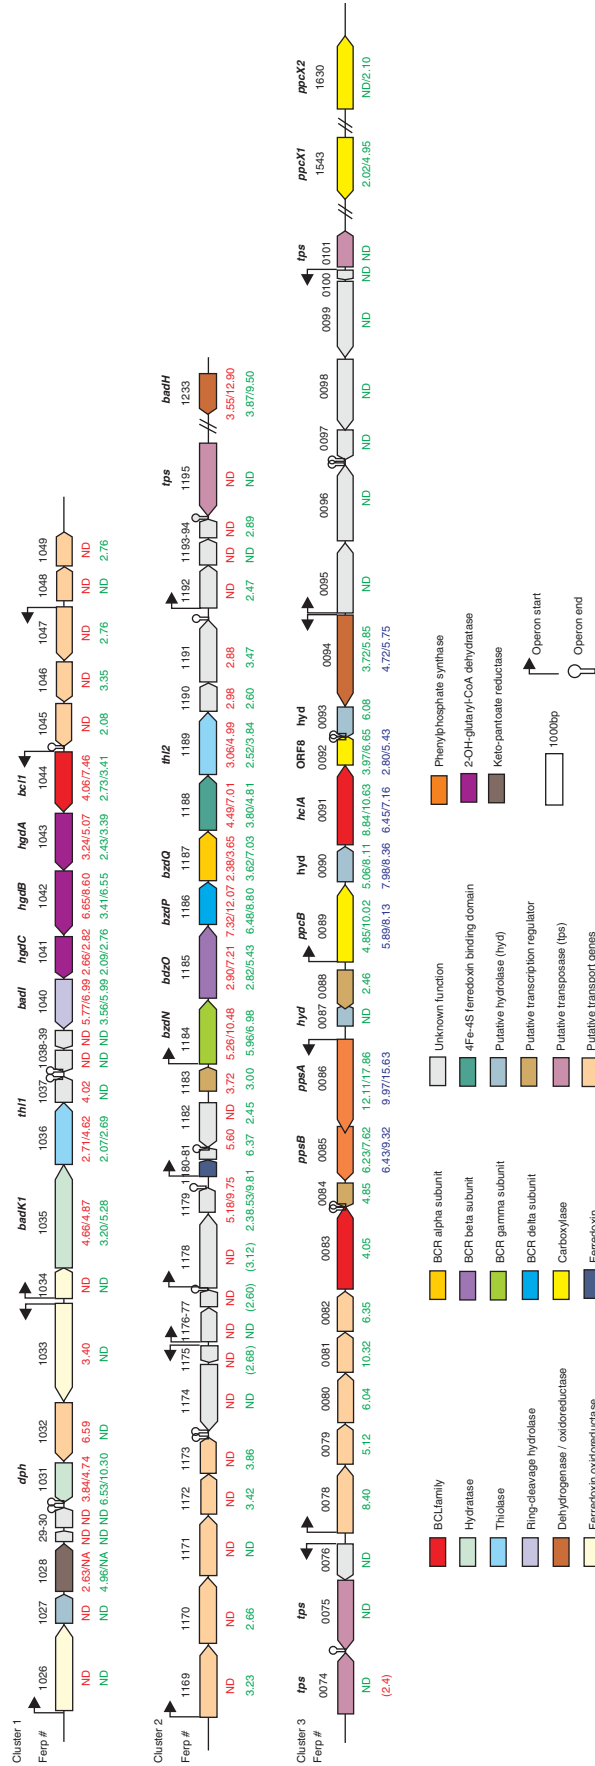 Cluster 1
dph badK1 thl1 badI hgdC hgdB hgdA bcl1
Ferp # 1026 1027 1028 29-30 1031 1032 1033 1034 1035 1036 1037 1038-39 1040 1041 1042 1043 1044 1045 1046 1047 1048 1049
ND ND 2.63/NA ND ND 3.84/4.74 6.59 3.40 ND 4.66/4.87 2.71/4.62 4.02 ND ND 5.77/6.99 2.66/2.82 6.65/8.60 3.24/5.07 4.06/7.46 ND ND ND ND ND
ND ND 4.96/NA ND ND 6.53/10.30 ND ND ND 3.20/5.28 2.07/2.69 ND ND ND 3.56/5.99 2.09/2.76 3.41/6.55 2.43/3.39 2.73/3.41 2.08 3.35 2.76 ND 2.76
Cluster 2
bzdN bdzO bzdP bzdQ thl2 tps badH
Ferp # 1169 1170 1171 1172 1173 1174 1175 1176-77 1178 1179 1180-81 1182 1183 1184 1185 1186 1187 1188 1189 1190 1191 1192 1193-94 1195 1233
ND ND ND ND ND ND ND ND ND ND 5.18/9.75 5.60 ND 3.72 5.26/10.48 2.90/7.21 7.32/12.07 2.38/3.65 4.49/7.01 3.06/4.99 2.98 2.88 ND ND ND ND 3.55/12.90
3.23 2.66 ND 3.42 3.86 ND (2.68) ND (2.60) (3.12) 2.38.53/9.81 6.37 2.45 3.00 5.96/6.98 2.82/5.43 6.48/8.80 3.62/7.03 3.80/4.81 2.52/3.84 2.60 3.47 2.47 ND 2.89 ND 3.87/9.50
Cluster 3
tps tps ppsB ppsA hyd ppcB hyd hclA ORF8 hyd tps ppcX1 ppcX2
Ferp # 0074 0075 0076 0078 0079 0080 0081 0082 0083 0084 0085 0086 0087 0088 0089 0090 0091 0092 0093 0094 0095 0096 0097 0098 0099 0100 0101 1543 1630
ND ND ND 8.40 5.12 6.04 10.32 6.35 4.05 4.85 6.23/7.62 12.11/17.86 ND 2.46 4.85/10.02 5.06/8.11 8.84/10.63 3.97/6.65 6.08 3.72/5.85 ND ND ND ND ND ND ND 2.02/4.95 ND/2.10
(2.4) 6.43/9.32 9.97/15.63 5.89/8.13 7.98/8.36 6.45/7.16 2.80/5.43 4.72/5.75
BCLfamily
Hydratase
Thiolase
Ring-cleavage hydrolase
Dehydrogenase / oxidoreductase
Ferredoxin oxidoreductase
BCR alpha subunit
BCR beta subunit
BCR gamma subunit
BCR delta subunit
Carboxylase
Ferredoxin
Unknown function
4Fe-4S ferredoxin binding domain
Putative hydrolase (hyd)
Putative transcription regulator
Putative transposase (tps)
Putative transport genes
Phenylphosphate synthase
2-OH-glutaryl-CoA dehydratase
Keto-pantoate reductase
1000bp
Operon start
Operon end